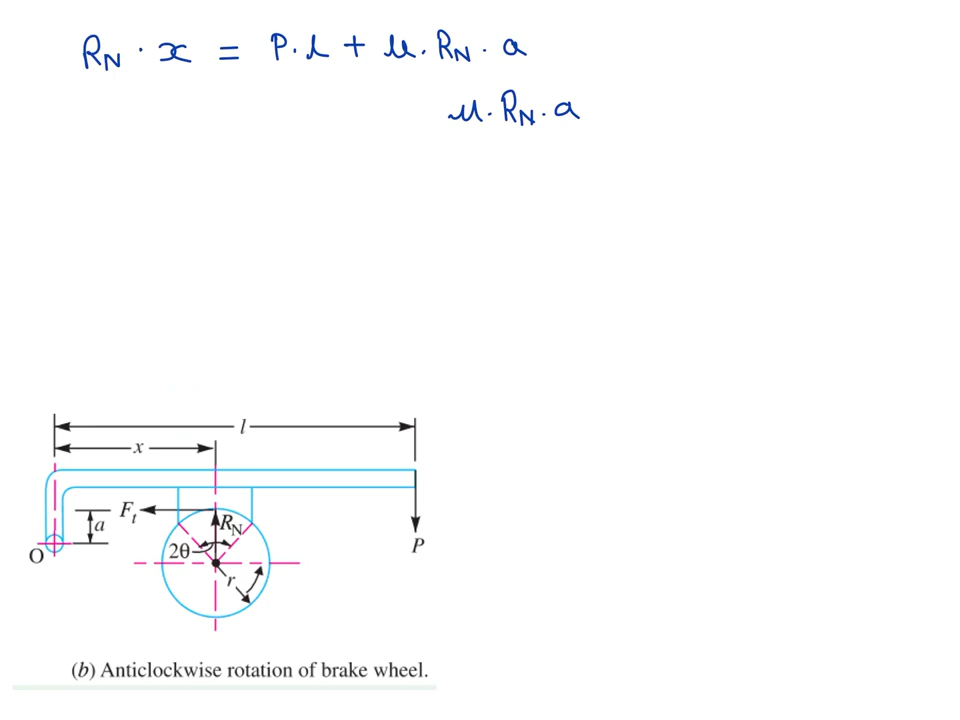 R_N · x = P.l + μ. R_N . a
μ. R_N. a
l
x
F_t
a
R_N
2θ
O
P
r
(b) Anticlockwise rotation of brake wheel.